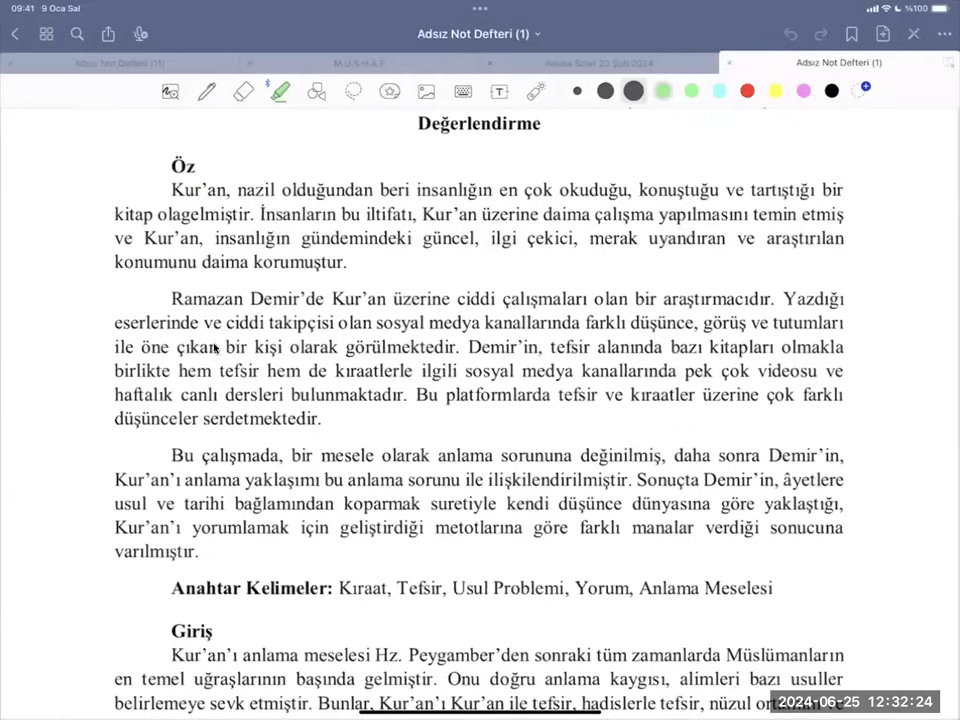 09:41 9 Oca Sal
%100
Adsız Not Defteri (1)
Adsız Not Defteri (11)
M.U.S.H.A.F.
Adobe Scan 20 Şub 2024
Adsız Not Defteri (1)
Değerlendirme
Öz
Kur’an, nazil olduğundan beri insanlığın en çok okuduğu, konuştuğu ve tartıştığı bir
kitap olagelmiştir. İnsanların bu iltifatı, Kur’an üzerine daima çalışma yapılmasını temin etmiş
ve Kur’an, insanlığın gündemindeki güncel, ilgi çekici, merak uyandıran ve araştırılan
konumunu daima korumuştur.
Ramazan Demir’de Kur’an üzerine ciddi çalışmaları olan bir araştırmacıdır. Yazdığı
eserlerinde ve ciddi takipçisi olan sosyal medya kanallarında farklı düşünce, görüş ve tutumları
ile öne çıkan bir kişi olarak görülmektedir. Demir’in, tefsir alanında bazı kitapları olmakla
birlikte hem tefsir hem de kıraatlerle ilgili sosyal medya kanallarında pek çok videosu ve
haftalık canlı dersleri bulunmaktadır. Bu platformlarda tefsir ve kıraatler üzerine çok farklı
düşünceler serdetmektedir.
Bu çalışmada, bir mesele olarak anlama sorununa değinilmiş, daha sonra Demir’in,
Kur’an’ı anlama yaklaşımı bu anlama sorunu ile ilişkilendirilmiştir. Sonuçta Demir’in, âyetlere
usul ve tarihi bağlamından koparmak suretiyle kendi düşünce dünyasına göre yaklaştığı,
Kur’an’ı yorumlamak için geliştirdiği metotlarına göre farklı manalar verdiği sonucuna
varılmıştır.
Anahtar Kelimeler: Kıraat, Tefsir, Usul Problemi, Yorum, Anlama Meselesi
Giriş
Kur’an’ı anlama meselesi Hz. Peygamber’den sonraki tüm zamanlarda Müslümanların
en temel uğraşlarının başında gelmiştir. Onu doğru anlama kaygısı, alimleri bazı usuller
belirlemeye sevk etmiştir. Bunlar, Kur’an’ı Kur’an ile tefsir, hadislerle tefsir, nüzul
2024-06-25 12:32:24